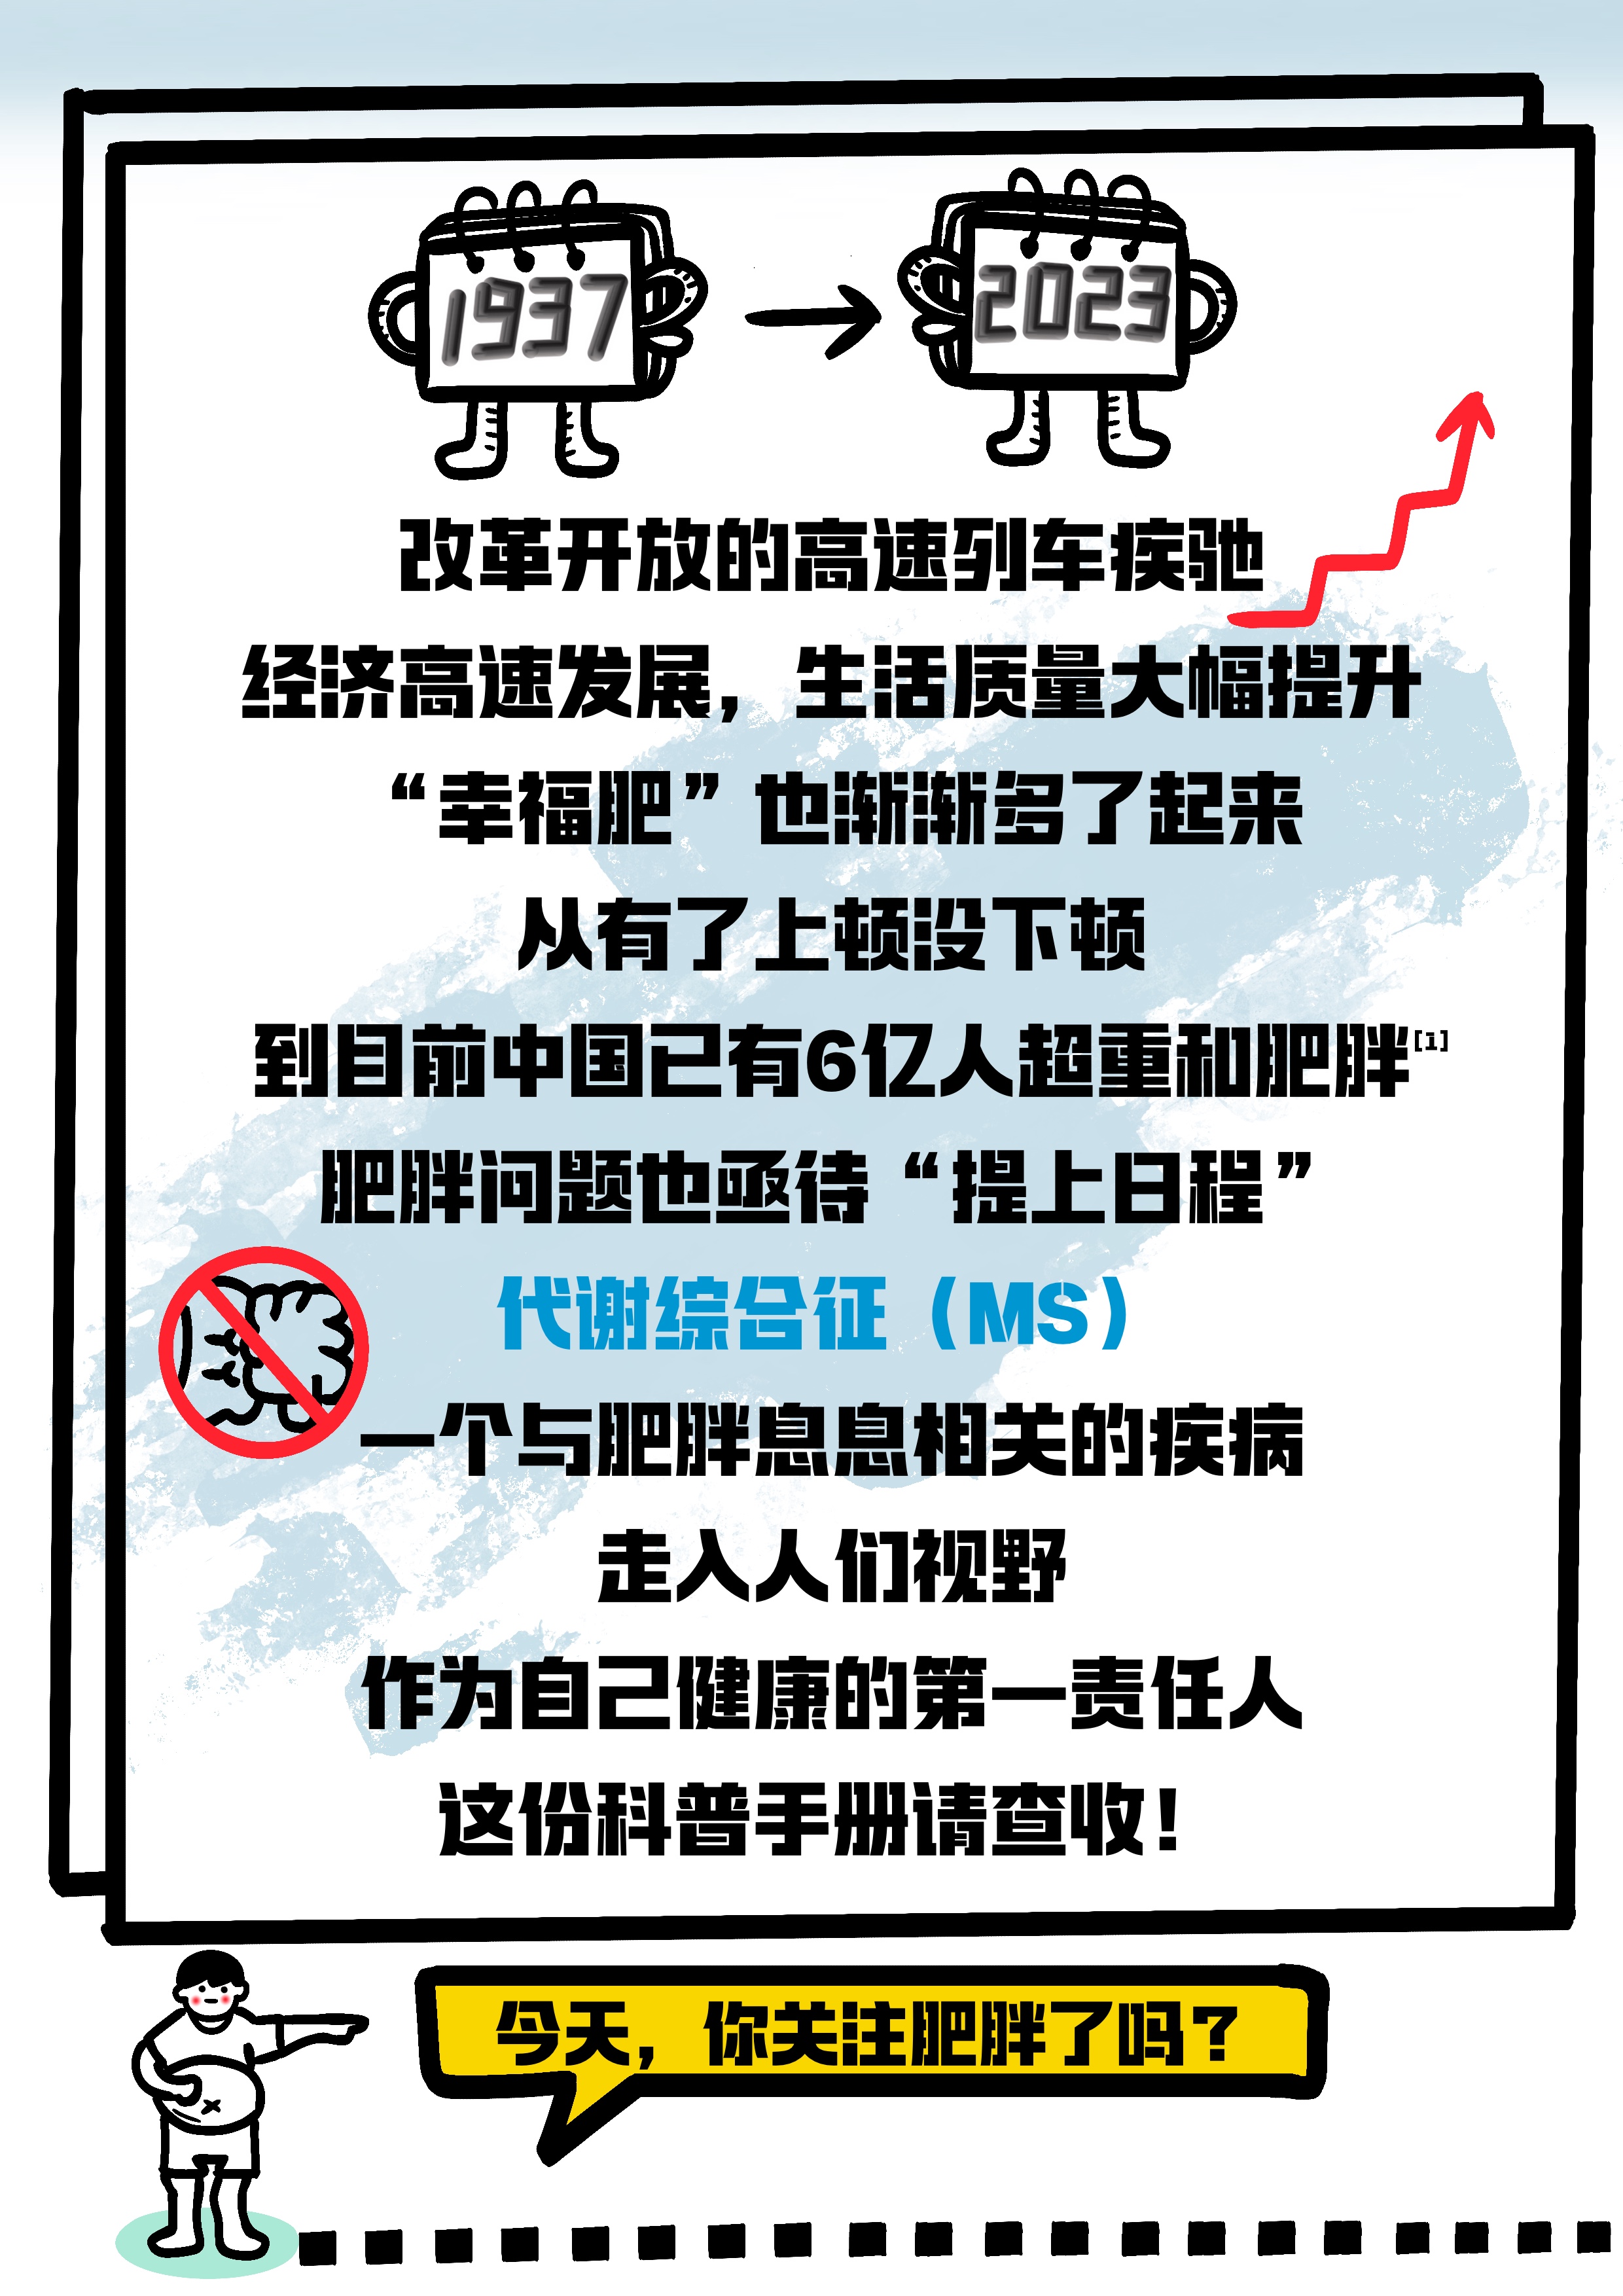 1937
2023
改革开放的高速列车疾驰
经济高速发展，生活质量大幅提升
“幸福肥”也渐渐多了起来
从有了上顿没下顿
到目前中国已有6亿人超重和肥胖[1]
肥胖问题也亟待“提上日程”
代谢综合征（MS）
一个与肥胖息息相关的疾病
走入人们视野
作为自己健康的第一责任人
这份科普手册请查收！
今天，你关注肥胖了吗？